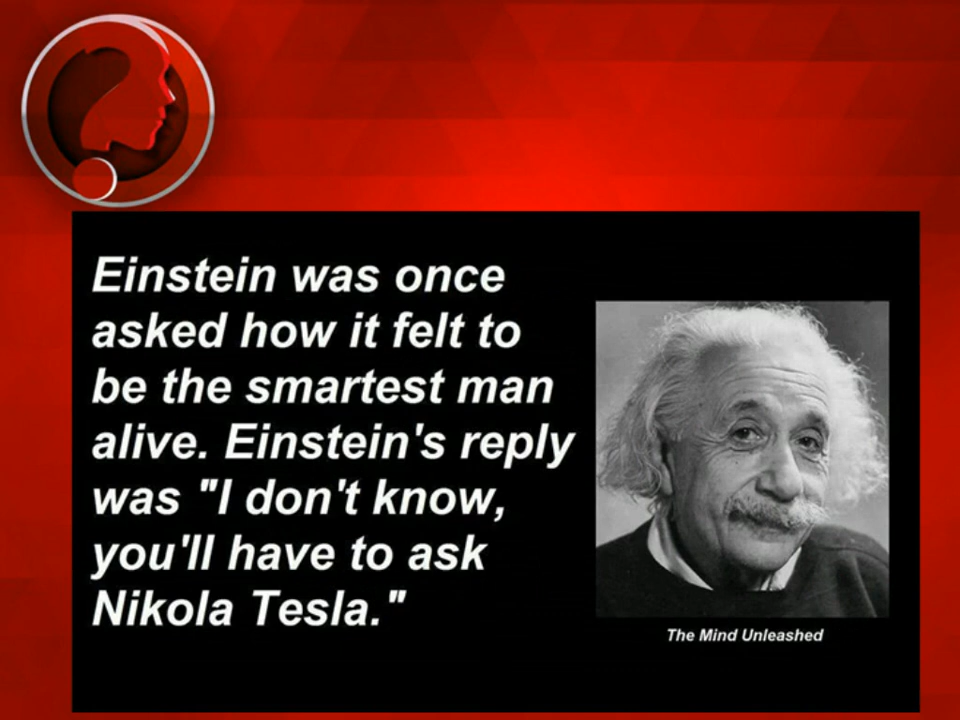 Einstein was once
asked how it felt to
be the smartest man
alive. Einstein's reply
was "I don't know,
you'll have to ask
Nikola Tesla."
The Mind Unleashed